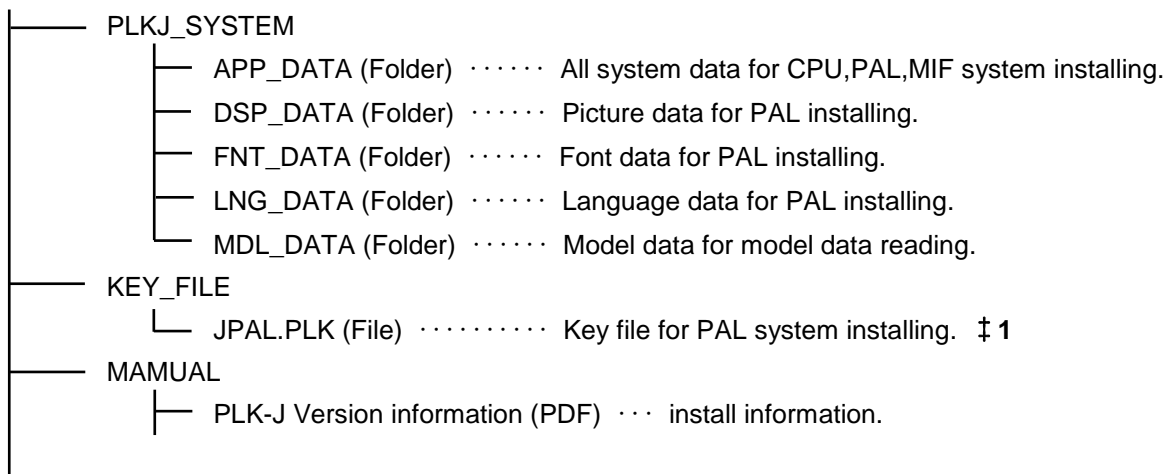 PLKJ_SYSTEM
APP_DATA (Folder) ······ All system data for CPU,PAL,MIF system installing.
DSP_DATA (Folder) ······ Picture data for PAL installing.
FNT_DATA (Folder) ······ Font data for PAL installing.
LNG_DATA (Folder) ······ Language data for PAL installing.
MDL_DATA (Folder) ······ Model data for model data reading.
KEY_FILE
JPAL.PLK (File) ·········· Key file for PAL system installing. ‡ 1
MAMUAL
PLK-J Version information (PDF) ··· install information.